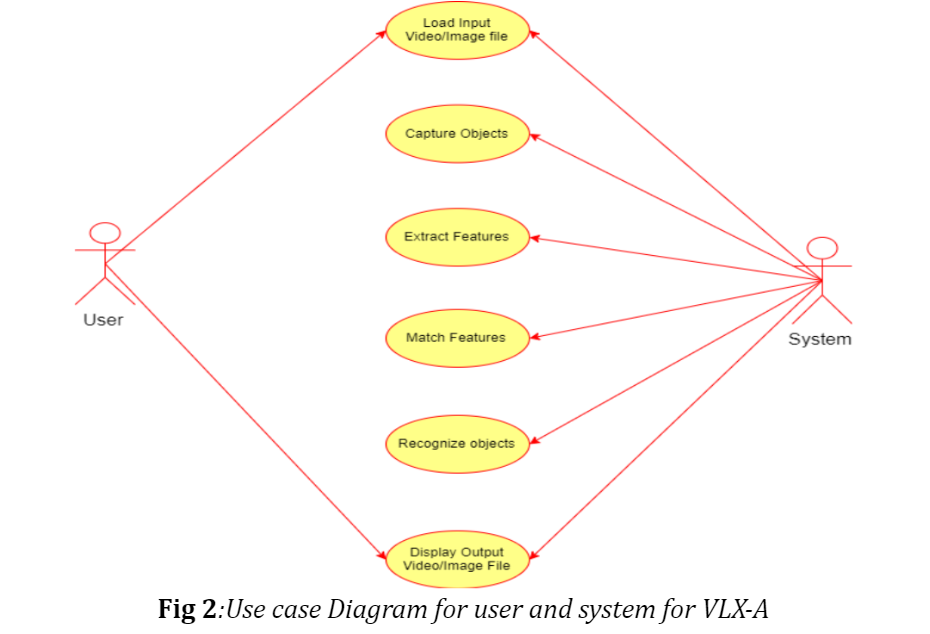 Load Input
Video/Image file
Capture Objects
Extract Features
User
System
Match Features
Recognize objects
Display Output
Video/Image File
Fig 2:Use case Diagram for user and system for VLX-A